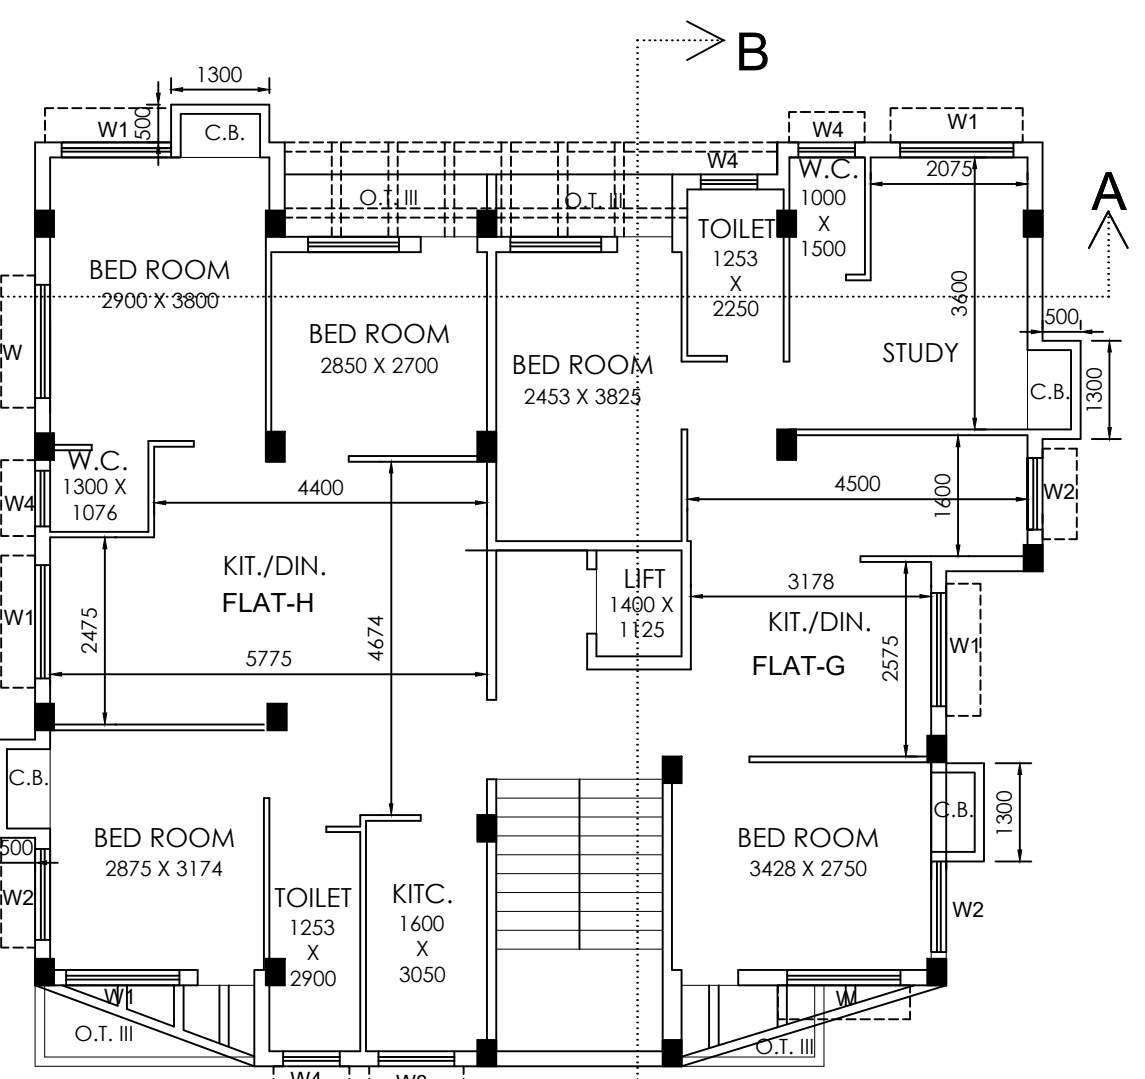 B
1300
500
C.B.
W1
W4
W1
W4
W.C.
1000
X
1500
2075
A
O.T. III
O.T. III
TOILET
1253
X
2250
BED ROOM
2900 X 3800
3600
500
BED ROOM
2850 X 2700
BED ROOM
2453 X 3825
STUDY
W
C.B.
1300
W.C.
1300 X
1076
4400
4500
1600
W2
W4
KIT./DIN.
FLAT-H
LIFT
1400 X
1125
3178
KIT./DIN.
FLAT-G
W1
2475
4674
2575
W1
5775
C.B.
BED ROOM
2875 X 3174
500
W2
BED ROOM
3428 X 2750
C.B.
1300
W2
TOILET
1253
X
2900
KITC.
1600
X
3050
W1
O.T. III
W
O.T. III
W4